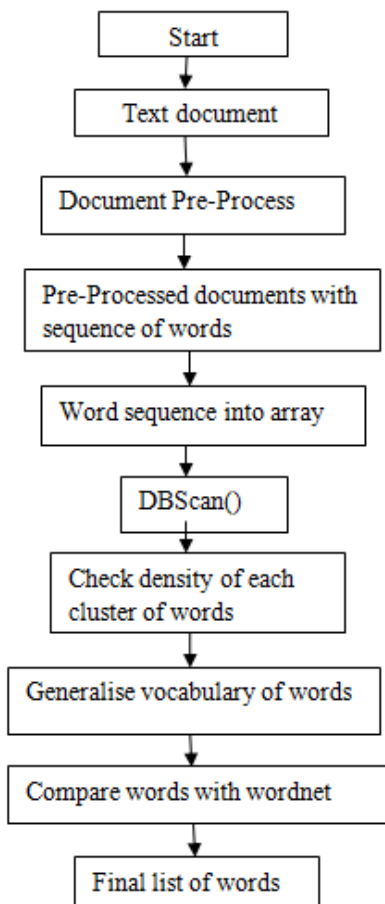 Start
Text document
Document Pre-Process
Pre-Processed documents with
sequence of words
Word sequence into array
DBScan()
Check density of each
cluster of words
Generalise vocabulary of words
Compare words with wordnet
Final list of words